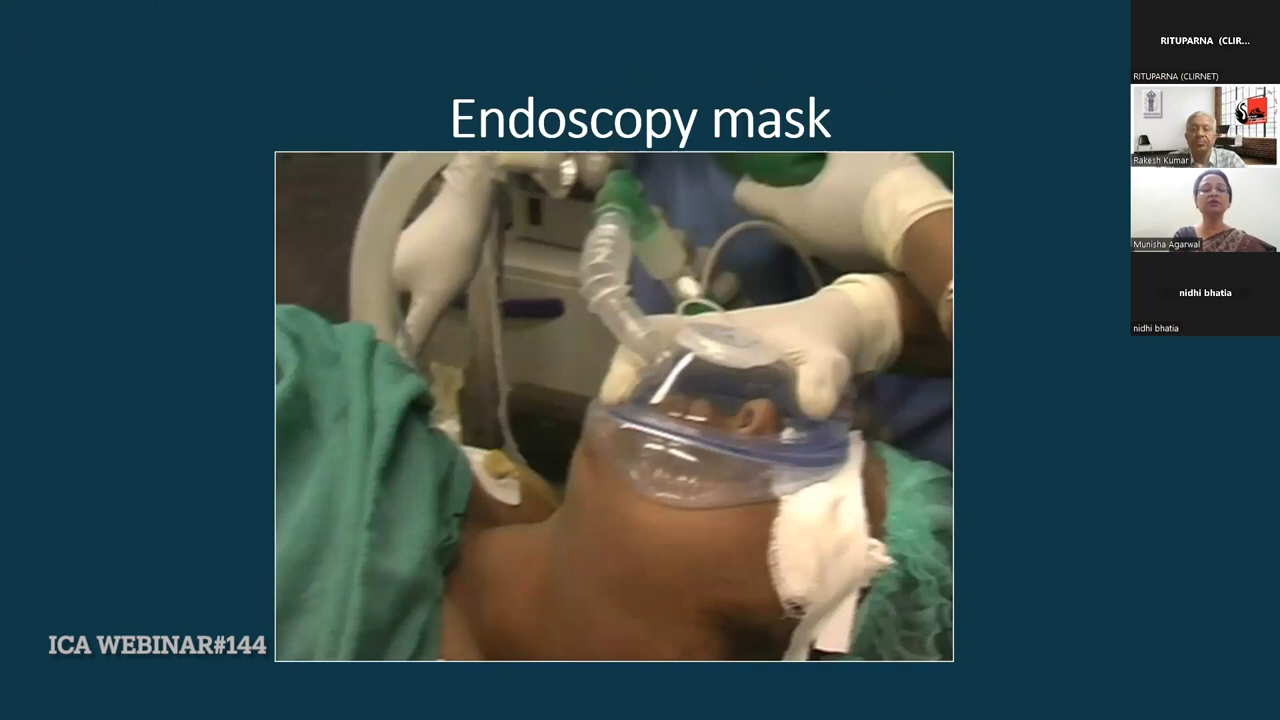 Endoscopy mask
ICA WEBINAR#144
RITUPARNA (CLIR...
RITUPARNA (CLIRNET)
Rakesh Kumar
Munisha Agarwal
nidhi bhatia
nidhi bhatia